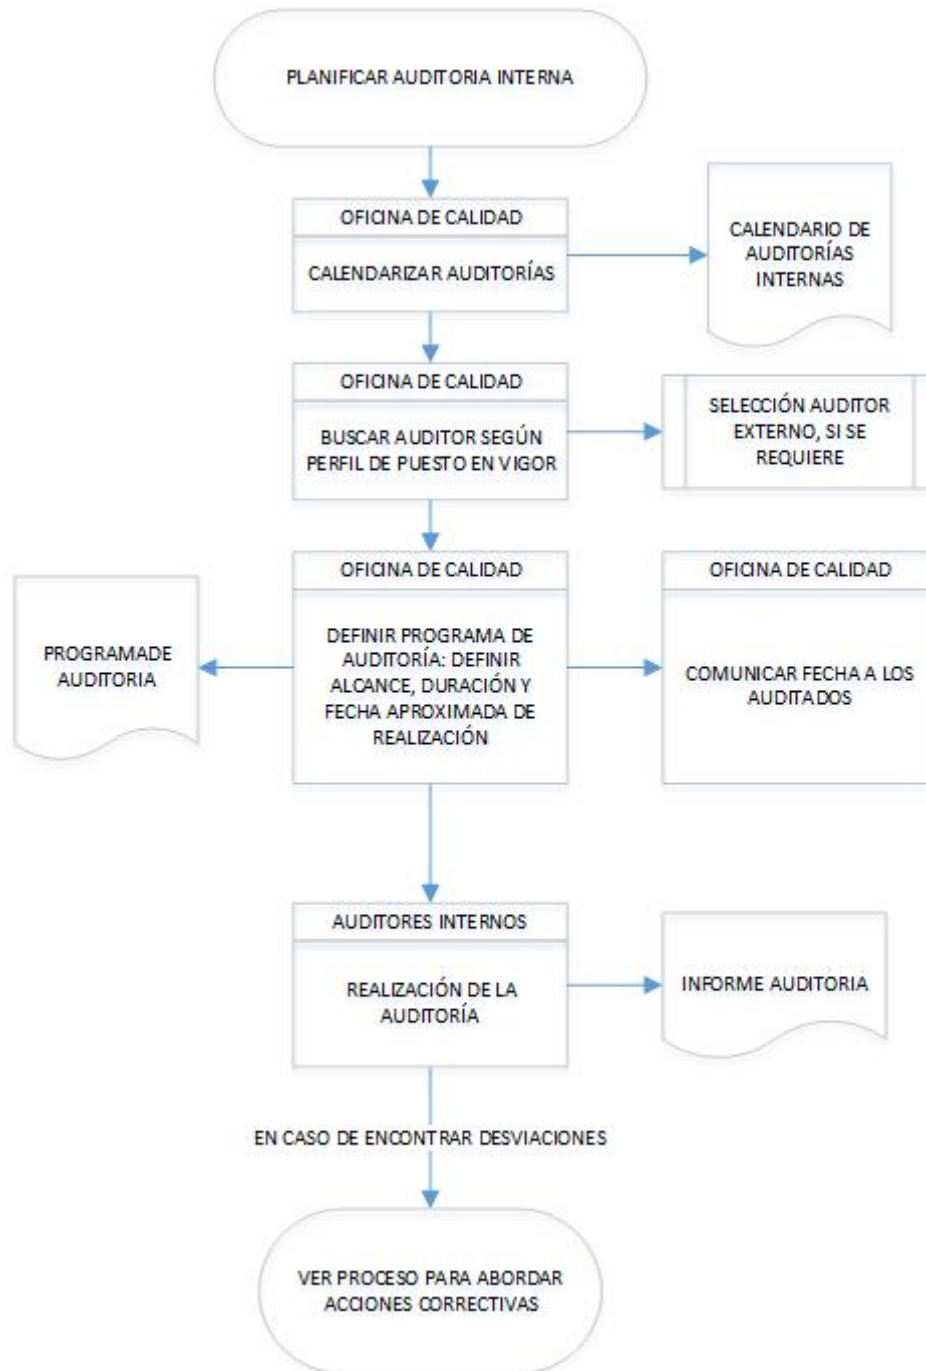 PLANIFICAR AUDITORIA INTERNA
OFICINA DE CALIDAD
CALENDARIZAR AUDITORÍAS
CALENDARIO DE
AUDITORÍAS
INTERNAS
OFICINA DE CALIDAD
BUSCAR AUDITOR SEGÚN
PERFIL DE PUESTO EN VIGOR
SELECCIÓN AUDITOR
EXTERNO, SI SE
REQUIERE
OFICINA DE CALIDAD
DEFINIR PROGRAMA DE
AUDITORÍA: DEFINIR
ALCANCE, DURACIÓN Y
FECHA APROXIMADA DE
REALIZACIÓN
PROGRAMADE
AUDITORIA
OFICINA DE CALIDAD
COMUNICAR FECHA A LOS
AUDITADOS
AUDITORES INTERNOS
REALIZACIÓN DE LA
AUDITORÍA
INFORME AUDITORIA
EN CASO DE ENCONTRAR DESVIACIONES
VER PROCESO PARA ABORDAR
ACCIONES CORRECTIVAS